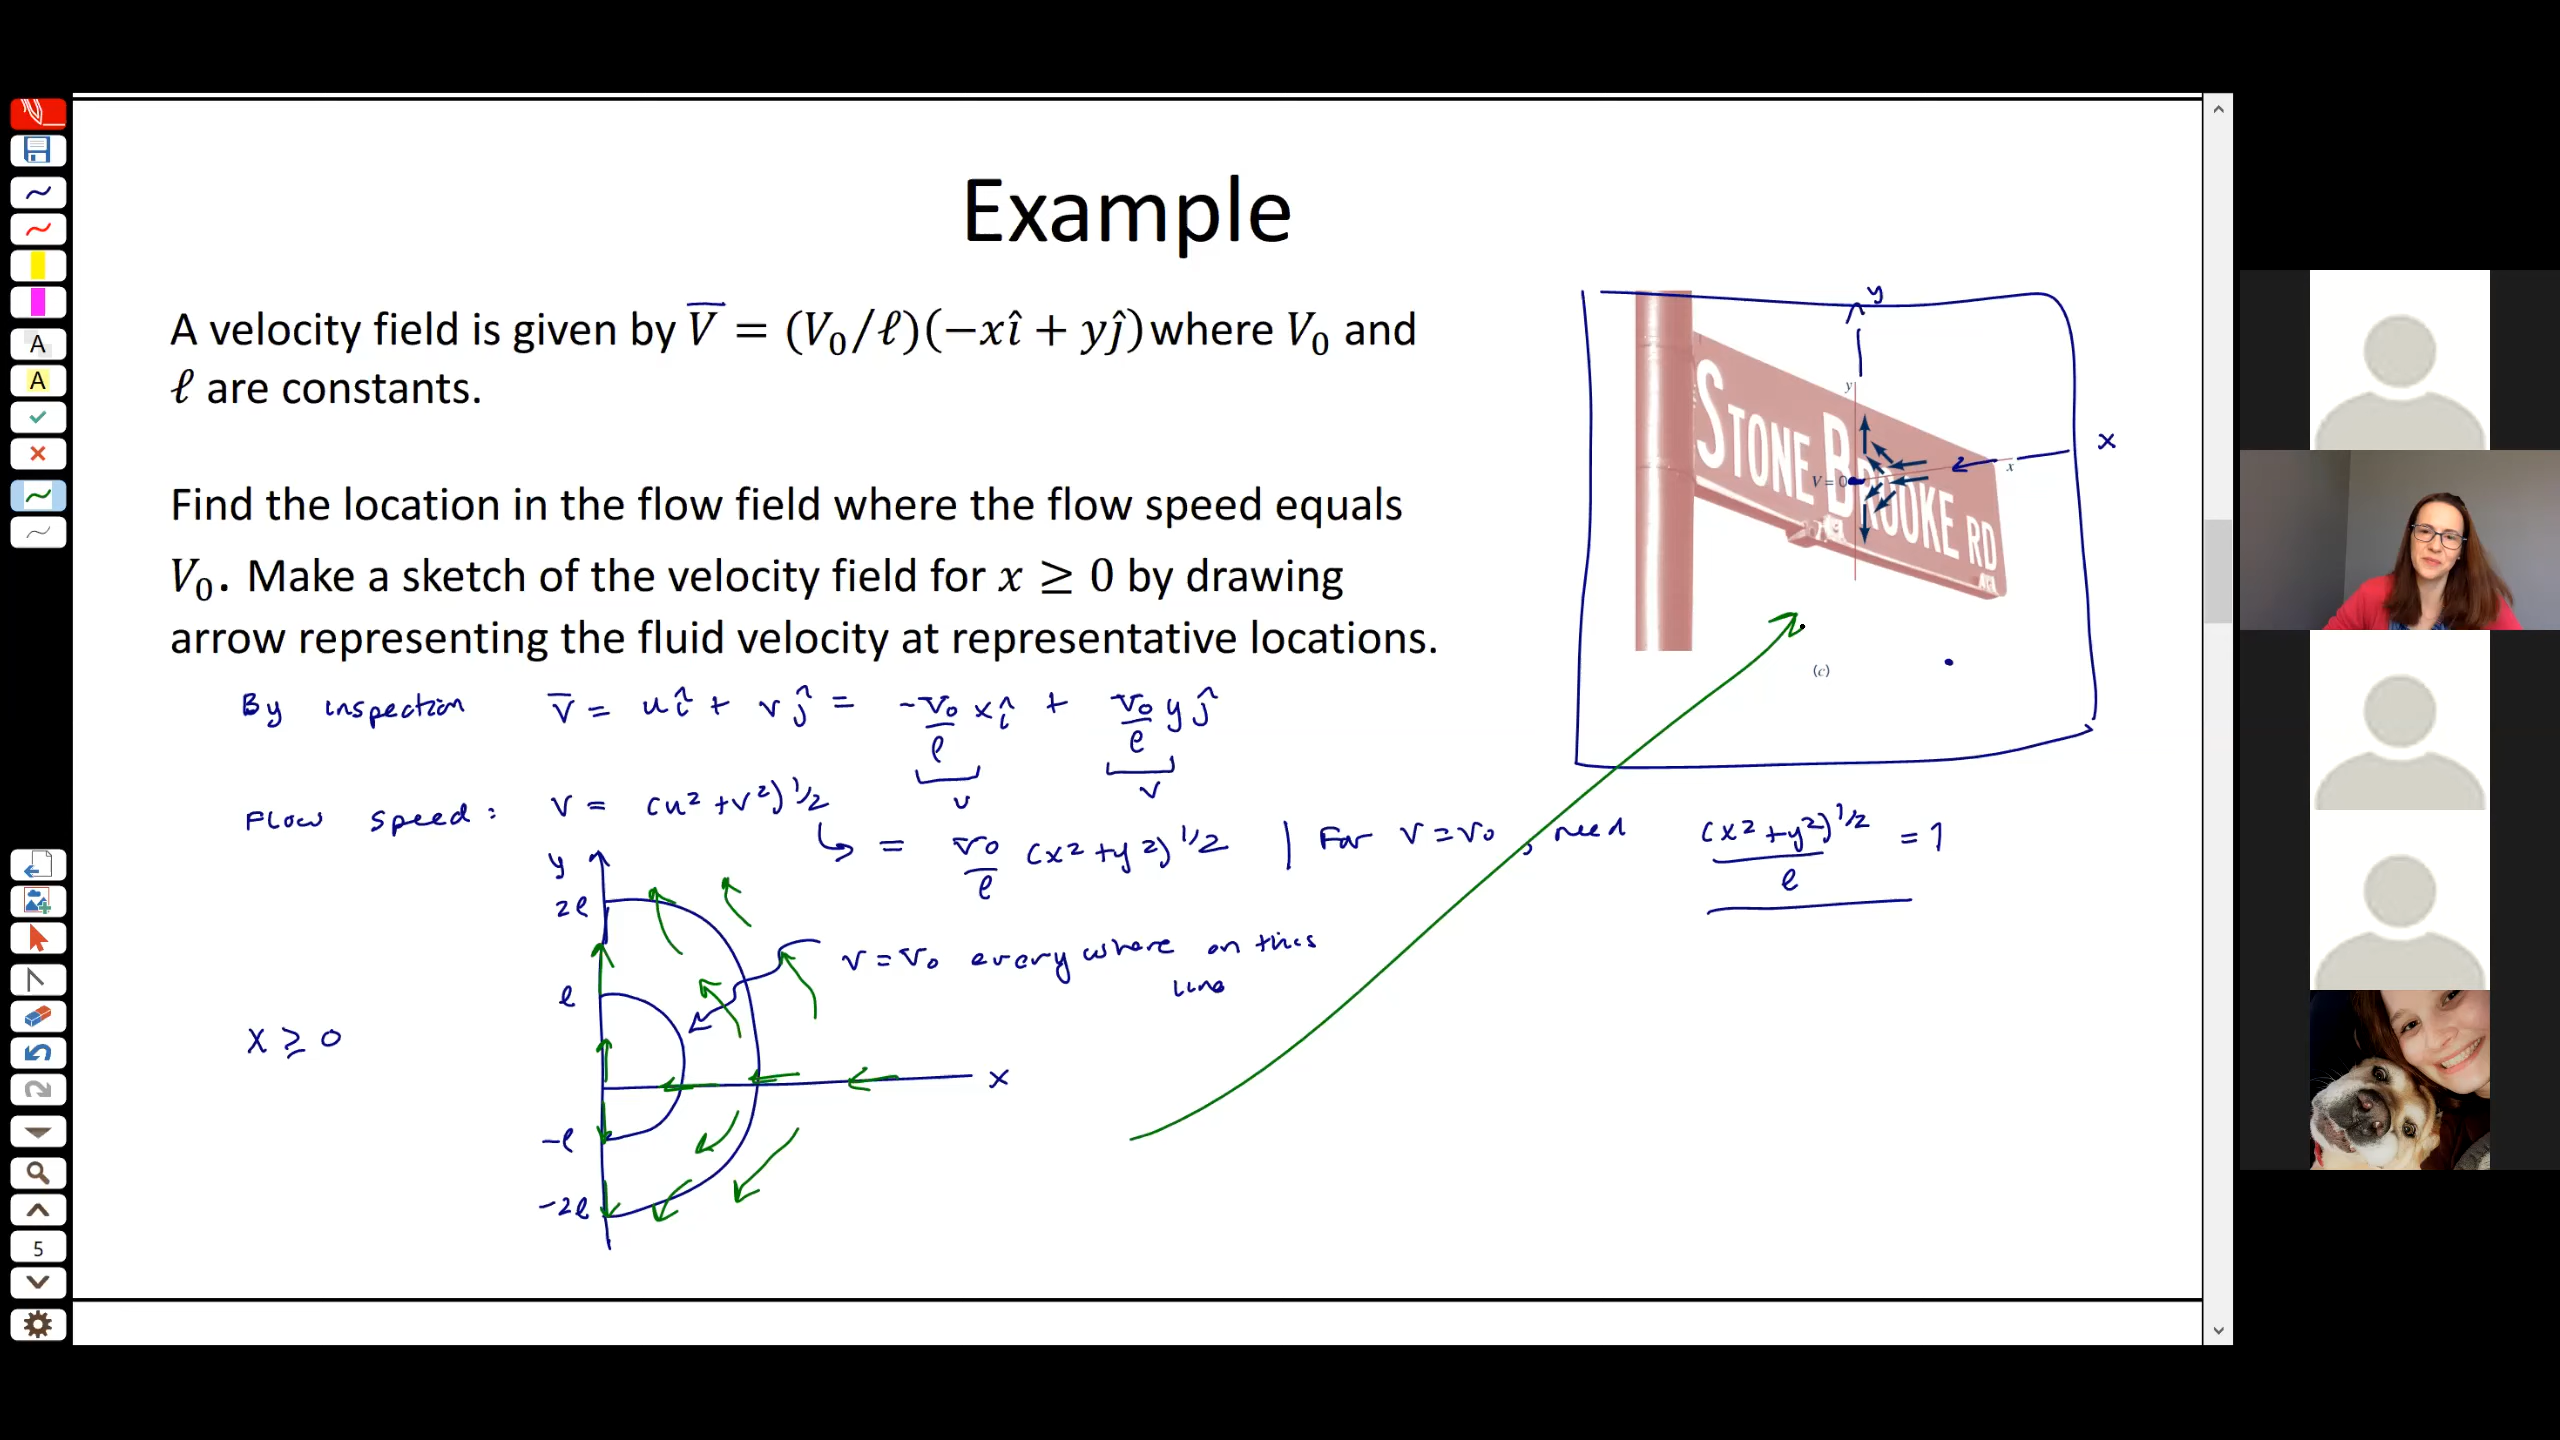 Example
A velocity field is given by V̅ = (V₀/ℓ)(−xî + yĵ) where V₀ and
ℓ are constants.
Find the location in the flow field where the flow speed equals
V₀. Make a sketch of the velocity field for x ≥ 0 by drawing
arrow representing the fluid velocity at representative locations.
y
STONE BROOKE RD
y
x
x
V = 0
(c)
By inspection V̅ = uî + vĵ = -V₀/ℓ xî + V₀/ℓ yĵ
u v
Flow speed: V = (u² + v²)^1/2
↳ = V₀/ℓ (x² + y²)^1/2 | For V = V₀, need (x² + y²)^1/2/ℓ = 1
y
2ℓ
V = V₀ everywhere on this
line
ℓ
x ≥ 0
x
-ℓ
-2ℓ
A
A
5